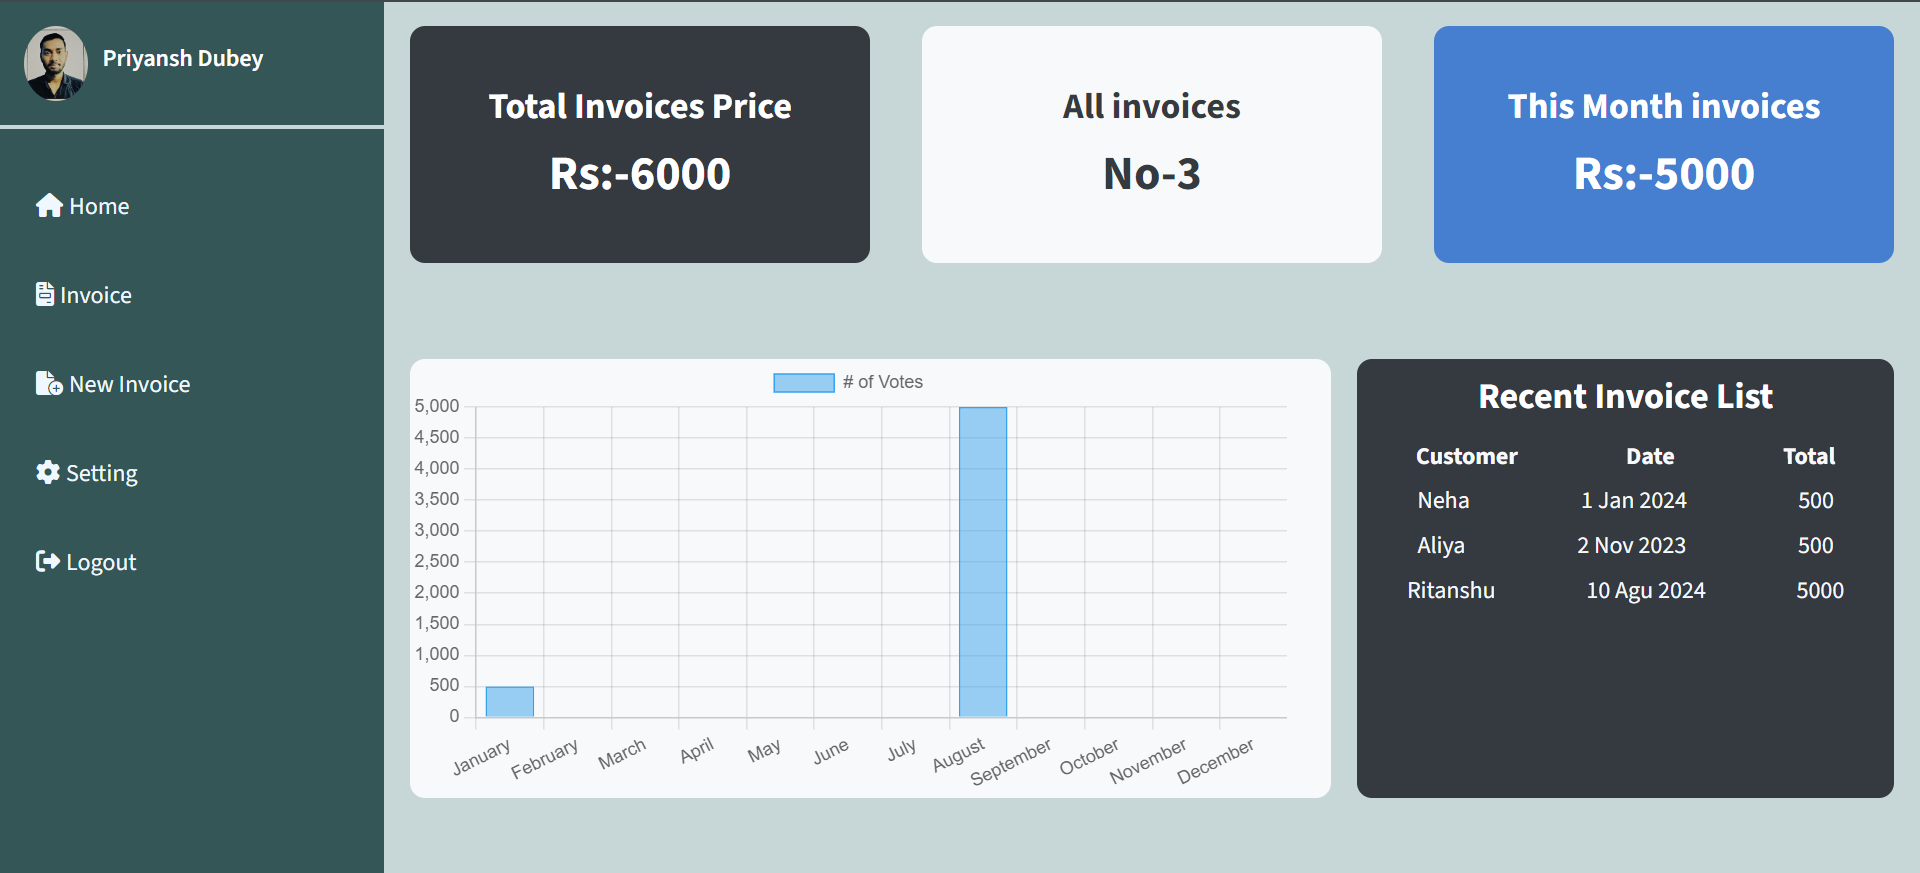 Priyansh Dubey
Home
Invoice
New Invoice
Setting
Logout
Total Invoices Price
Rs:-6000
All invoices
No-3
This Month invoices
Rs:-5000
# of Votes
5,000
4,500
4,000
3,500
3,000
2,500
2,000
1,500
1,000
500
0
January February March April May June July August September October November December
Recent Invoice List
Customer Date Total
Neha 1 Jan 2024 500
Aliya 2 Nov 2023 500
Ritanshu 10 Agu 2024 5000